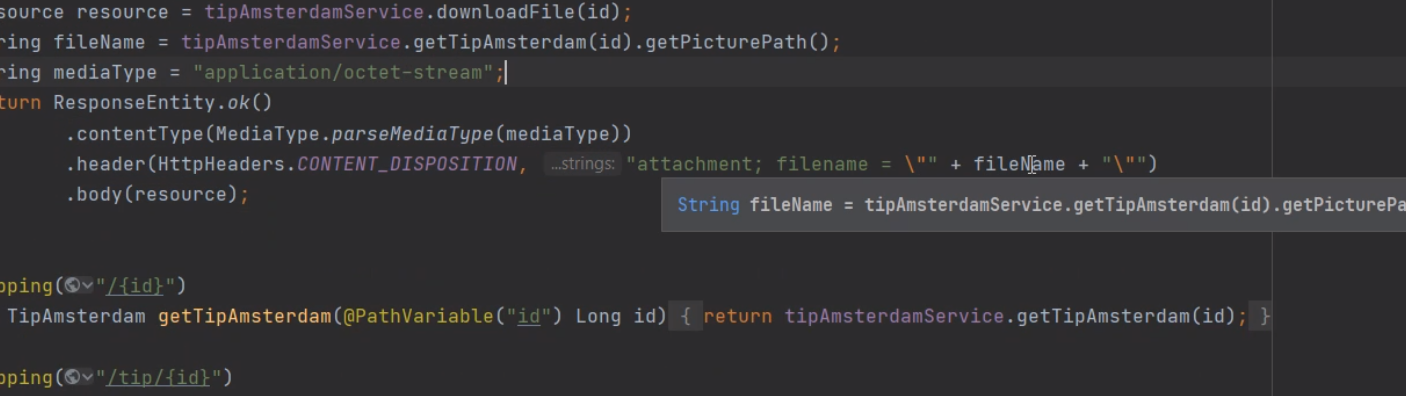 source resource = tipAmsterdamService.downloadFile(id);
ring fileName = tipAmsterdamService.getTipAmsterdam(id).getPicturePath();
ring mediaType = "application/octet-stream";
turn ResponseEntity.ok()
.contentType(MediaType.parseMediaType(mediaType))
.header(HttpHeaders.CONTENT_DISPOSITION, ...strings: "attachment; filename = \"" + fileName + "\"")
.body(resource);
String fileName = tipAmsterdamService.getTipAmsterdam(id).getPicturePa
pping("/{id}")
TipAmsterdam getTipAmsterdam(@PathVariable("id") Long id) { return tipAmsterdamService.getTipAmsterdam(id); }
pping("/tip/{id}")